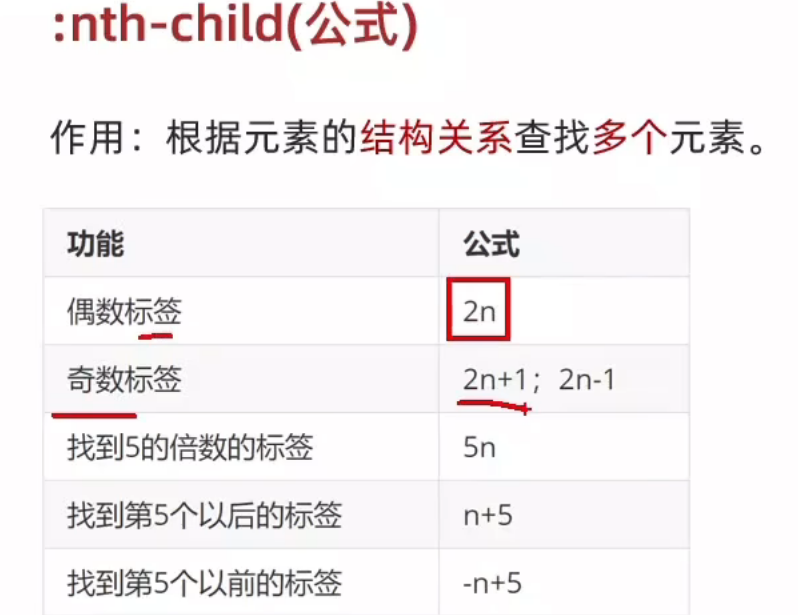 :nth-child(公式)
作用：根据元素的结构关系查找多个元素。
功能 公式
偶数标签 2n
奇数标签 2n+1；2n-1
找到5的倍数的标签 5n
找到第5个以后的标签 n+5
找到第5个以前的标签 -n+5